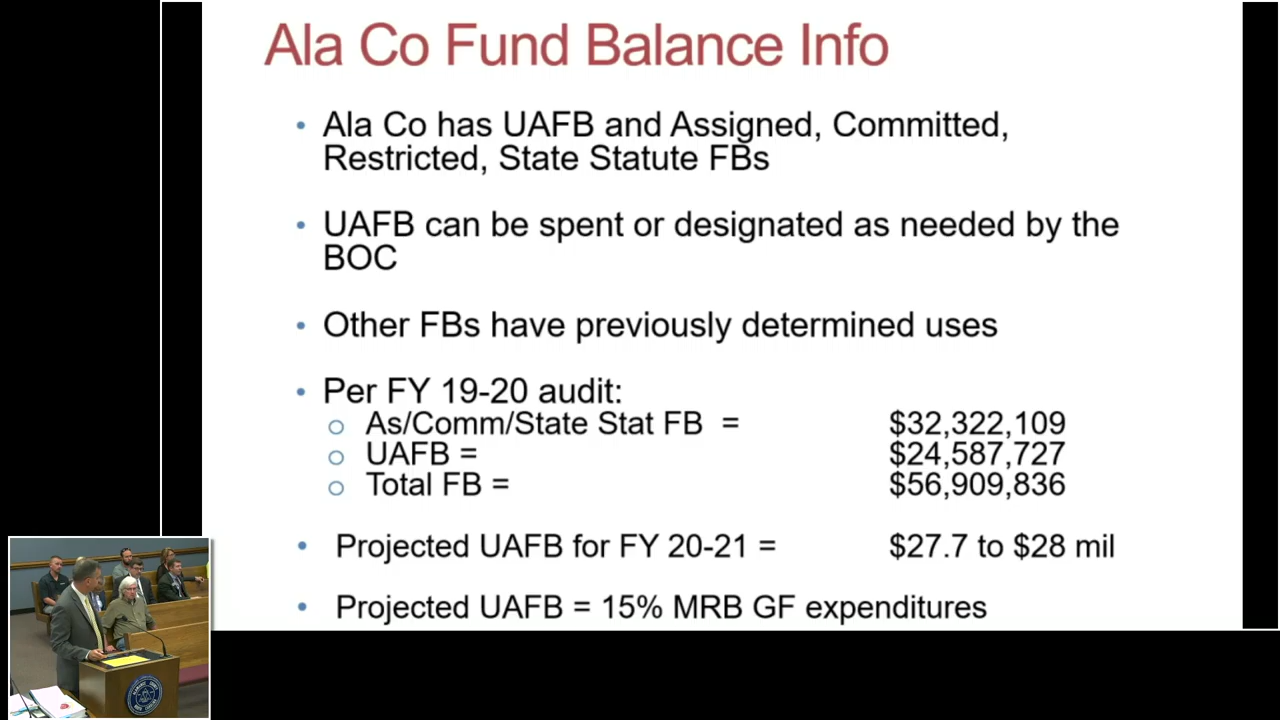 Ala Co Fund Balance Info
• Ala Co has UAFB and Assigned, Committed,
Restricted, State Statute FBs
• UAFB can be spent or designated as needed by the
BOC
• Other FBs have previously determined uses
• Per FY 19-20 audit:
o As/Comm/State Stat FB = $32,322,109
o UAFB = $24,587,727
o Total FB = $56,909,836
• Projected UAFB for FY 20-21 = $27.7 to $28 mil
• Projected UAFB = 15% MRB GF expenditures